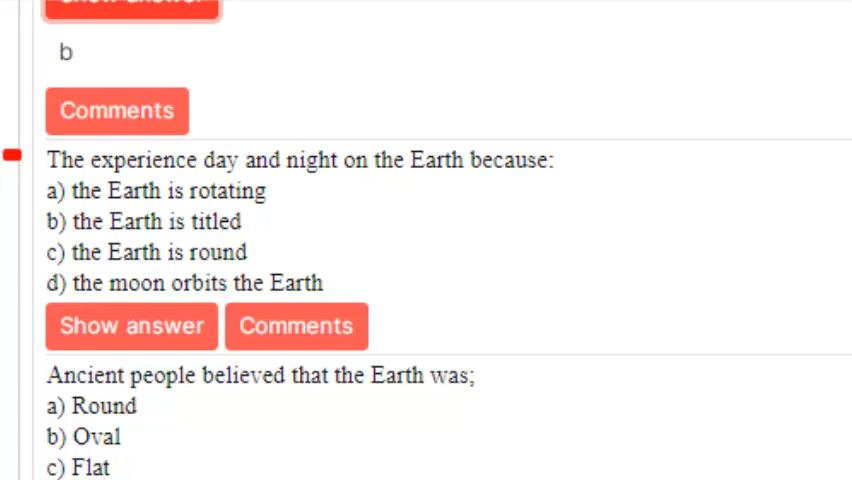 Show answer
b
Comments
The experience day and night on the Earth because:
a) the Earth is rotating
b) the Earth is titled
c) the Earth is round
d) the moon orbits the Earth
Show answer Comments
Ancient people believed that the Earth was;
a) Round
b) Oval
c) Flat